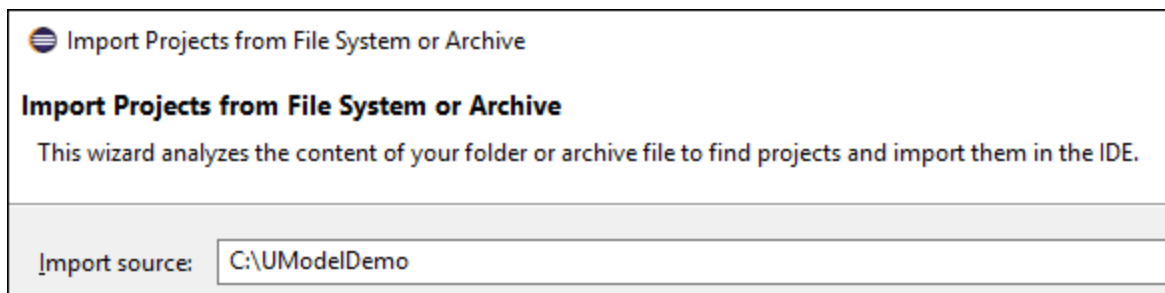 Import Projects from File System or Archive
Import Projects from File System or Archive
This wizard analyzes the content of your folder or archive file to find projects and import them in the IDE.
Import source: C:\UModelDemo